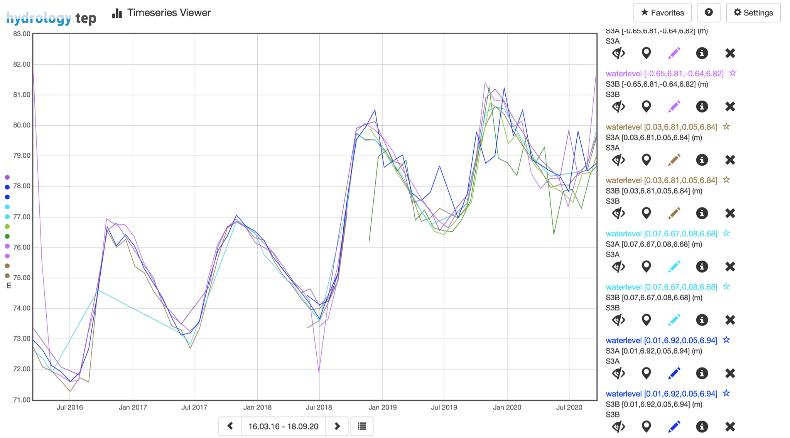 hydrology tep
Timeseries Viewer
★ Favorites
Settings
83.00
82.00
81.00
80.00
79.00
78.00
77.00
76.00
75.00
74.00
73.00
72.00
71.00
E
Jul 2016
Jan 2017
Jul 2017
Jan 2018
Jul 2018
Jan 2019
Jul 2019
Jan 2020
Jul 2020
16.03.16 - 18.09.20
S3A [-0.65,6.81,-0.64,6.82] (m)
S3A
waterlevel [-0.65,6.81,-0.64,6.82] ☆
S3B [-0.65,6.81,-0.64,6.82] (m)
S3B
waterlevel [0.03,6.81,0.05,6.84] ☆
S3A [0.03,6.81,0.05,6.84] (m)
S3A
waterlevel [0.03,6.81,0.05,6.84] ☆
S3B [0.03,6.81,0.05,6.84] (m)
S3B
waterlevel [0.07,6.67,0.08,6.68] ☆
S3A [0.07,6.67,0.08,6.68] (m)
S3A
waterlevel [0.07,6.67,0.08,6.68] ☆
S3B [0.07,6.67,0.08,6.68] (m)
S3B
waterlevel [0.01,6.92,0.05,6.94] ☆
S3A [0.01,6.92,0.05,6.94] (m)
S3A
waterlevel [0.01,6.92,0.05,6.94] ☆
S3B [0.01,6.92,0.05,6.94] (m)
S3B